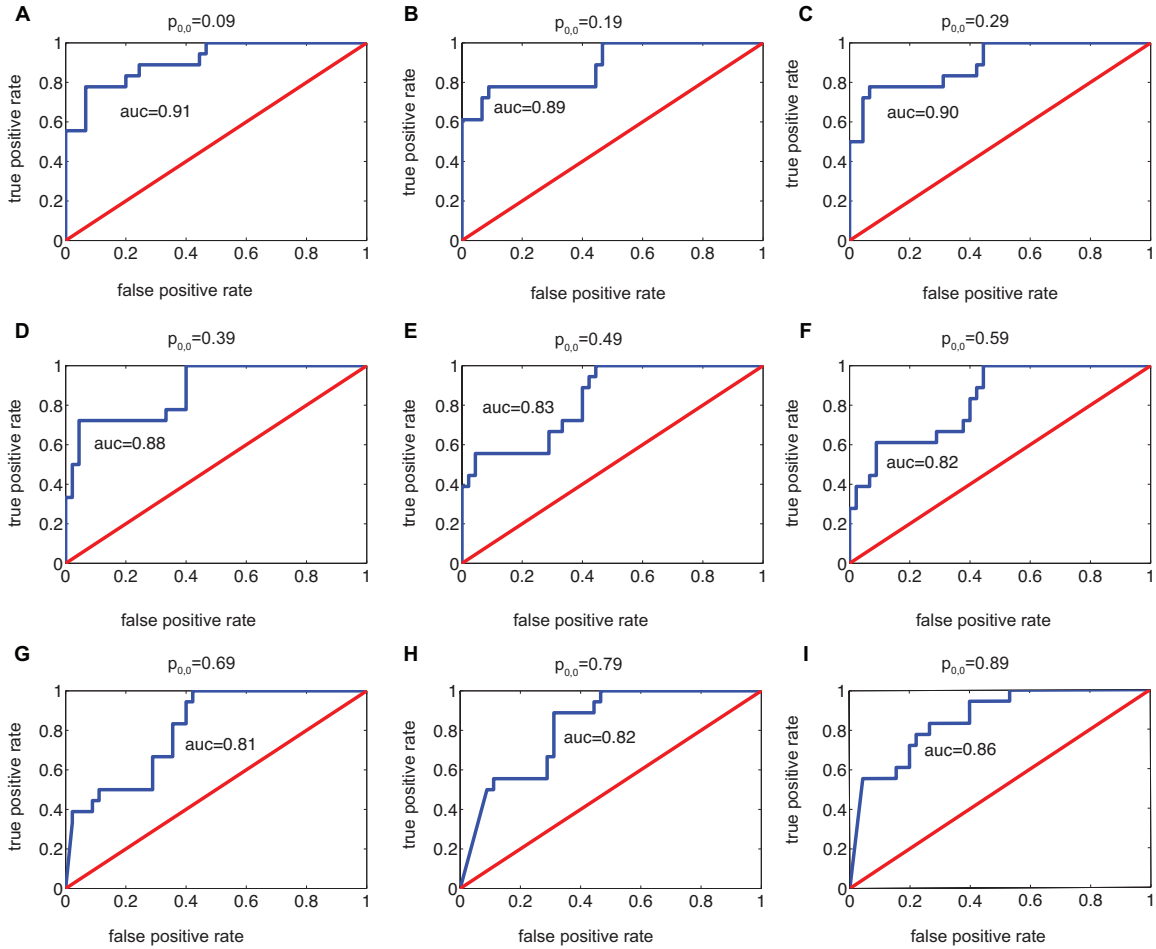 A
p0,0=0.09
1
0.8
0.6
0.4
0.2
0
true positive rate
auc=0.91
0 0.2 0.4 0.6 0.8 1
false positive rate
B
p0,0=0.19
1
0.8
0.6
0.4
0.2
0
true positive rate
auc=0.89
0 0.2 0.4 0.6 0.8 1
false positive rate
C
p0,0=0.29
1
0.8
0.6
0.4
0.2
0
true positive rate
auc=0.90
0 0.2 0.4 0.6 0.8 1
false positive rate
D
p0,0=0.39
1
0.8
0.6
0.4
0.2
0
true positive rate
auc=0.88
0 0.2 0.4 0.6 0.8 1
false positive rate
E
p0,0=0.49
1
0.8
0.6
0.4
0.2
0
true positive rate
auc=0.83
0 0.2 0.4 0.6 0.8 1
false positive rate
F
p0,0=0.59
1
0.8
0.6
0.4
0.2
0
true positive rate
auc=0.82
0 0.2 0.4 0.6 0.8 1
false positive rate
G
p0,0=0.69
1
0.8
0.6
0.4
0.2
0
true positive rate
auc=0.81
0 0.2 0.4 0.6 0.8 1
false positive rate
H
p0,0=0.79
1
0.8
0.6
0.4
0.2
0
true positive rate
auc=0.82
0 0.2 0.4 0.6 0.8 1
false positive rate
I
p0,0=0.89
1
0.8
0.6
0.4
0.2
0
true positive rate
auc=0.86
0 0.2 0.4 0.6 0.8 1
false positive rate